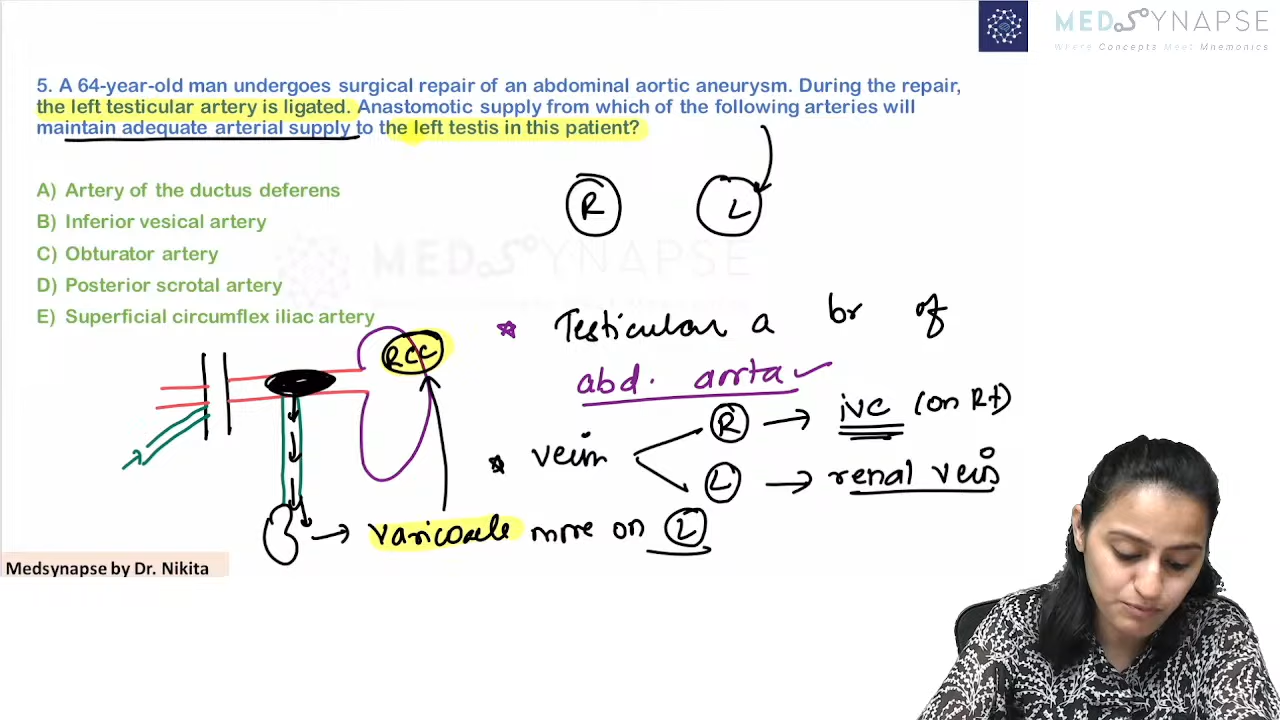 MEDSYNAPSE
Where Concepts Meet Mnemonics
5. A 64-year-old man undergoes surgical repair of an abdominal aortic aneurysm. During the repair,
the left testicular artery is ligated. Anastomotic supply from which of the following arteries will
maintain adequate arterial supply to the left testis in this patient?
A) Artery of the ductus deferens
B) Inferior vesical artery
C) Obturator artery
D) Posterior scrotal artery
E) Superficial circumflex iliac artery
R L
MEDSYNAPSE
RCC
* Testicular a br of
abd. aorta ✓
* vein
R → IVC (on Rt)
L → renal vein
→ varicocele more on L
Medsynapse by Dr. Nikita